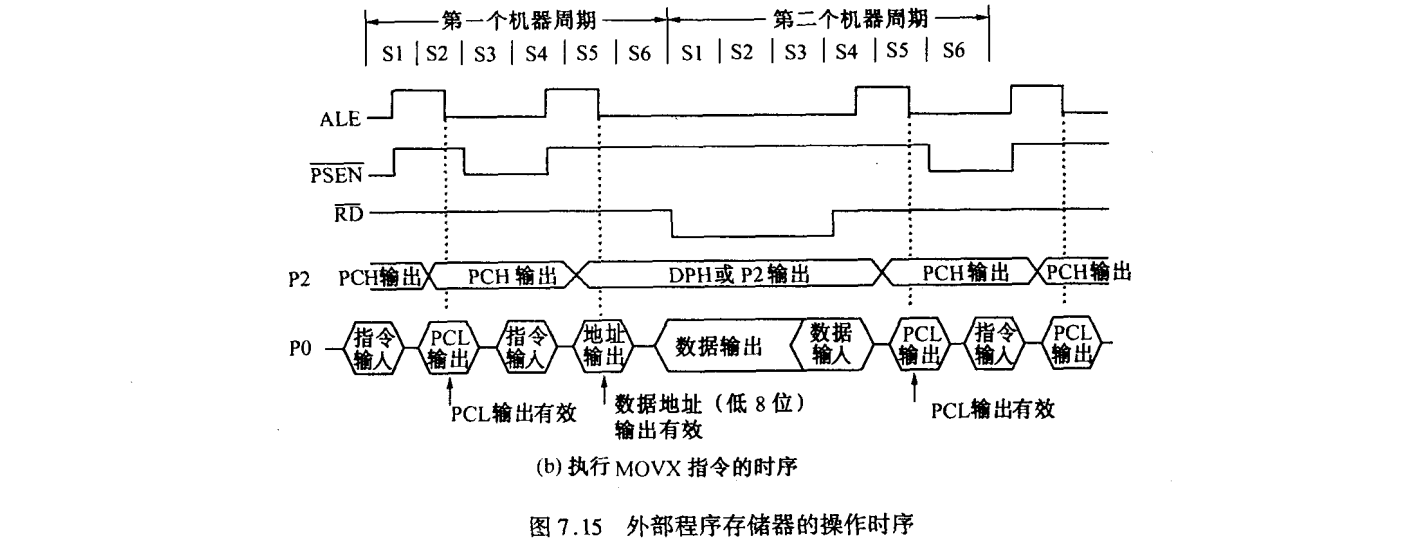 第一个机器周期 第二个机器周期
S1 S2 S3 S4 S5 S6 S1 S2 S3 S4 S5 S6
ALE
PSEN
RD
P2 PCH输出 PCH输出 DPH或P2输出 PCH输出 PCH输出
P0 指令输入 PCL输出 指令输入 地址输出 数据输出 数据输入 PCL输出 指令输入 PCL输出
PCL输出有效 数据地址（低8位） PCL输出有效
输出有效
(b) 执行MOVX指令的时序
图7.15 外部程序存储器的操作时序